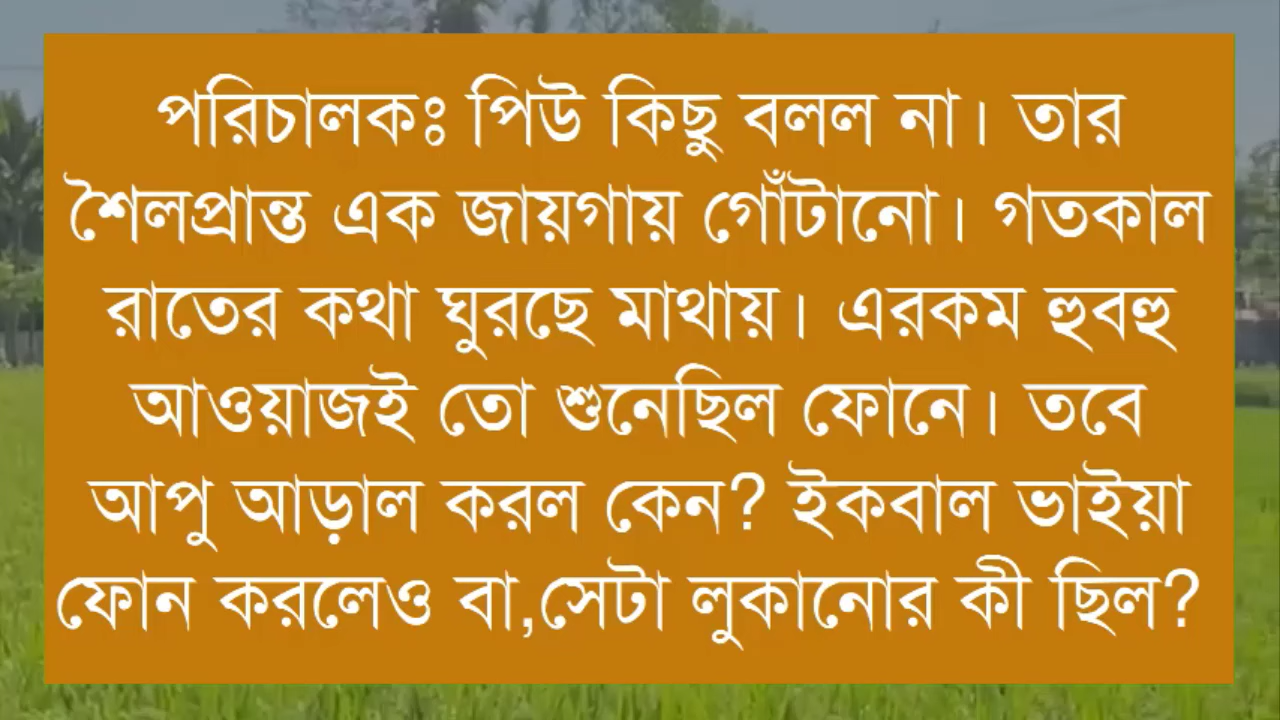 পরিচালকঃ পিউ কিছু বলল না। তার
শৈলপ্রান্ত এক জায়গায় গোঁটানো। গতকাল
রাতের কথা ঘুরছে মাথায়। এরকম হুবহু
আওয়াজই তো শুনেছিল ফোনে। তবে
আপু আড়াল করল কেন? ইকবাল ভাইয়া
ফোন করলেও বা,সেটা লুকানোর কী ছিল?